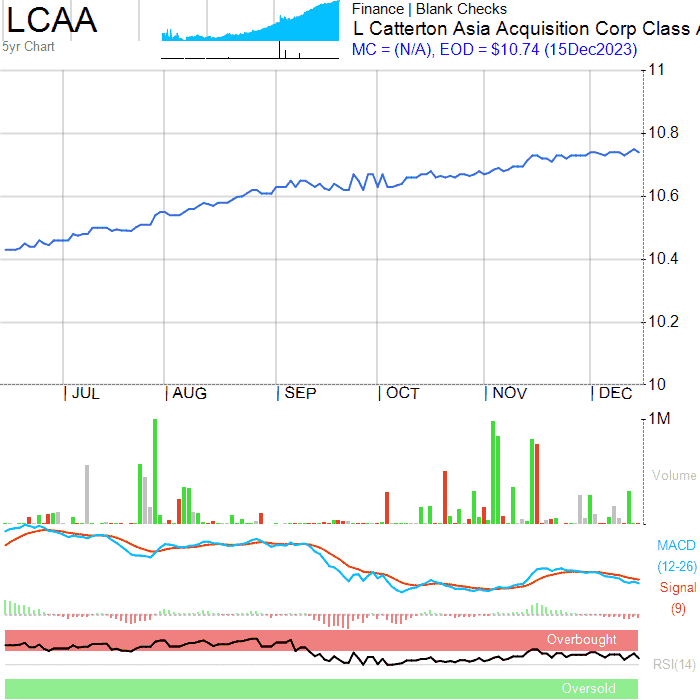 LCAA
5yr Chart
Finance | Blank Checks
L Catterton Asia Acquisition Corp Class A
MC = (N/A), EOD = $10.74 (15Dec2023)
11
10.8
10.6
10.4
10.2
10
| JUL | AUG | SEP | OCT | NOV | DEC
1M
Volume
MACD
(12-26)
Signal
(9)
Overbought
RSI(14)
Oversold